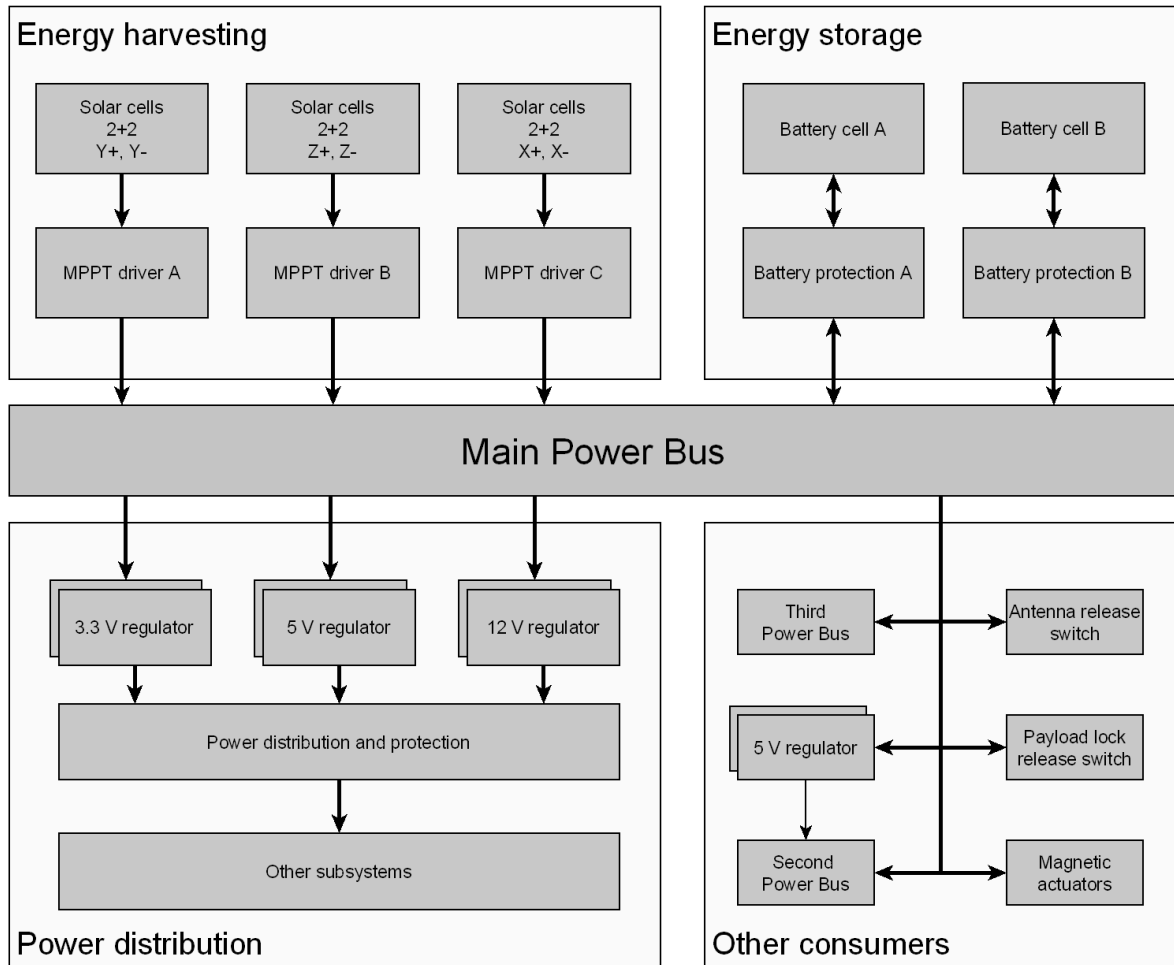 Energy harvesting
Solar cells
2+2
Y+, Y-
Solar cells
2+2
Z+, Z-
Solar cells
2+2
X+, X-
MPPT driver A
MPPT driver B
MPPT driver C
Energy storage
Battery cell A
Battery cell B
Battery protection A
Battery protection B
Main Power Bus
3.3 V regulator
5 V regulator
12 V regulator
Power distribution and protection
Other subsystems
Power distribution
Third
Power Bus
Antenna release
switch
5 V regulator
Payload lock
release switch
Second
Power Bus
Magnetic
actuators
Other consumers